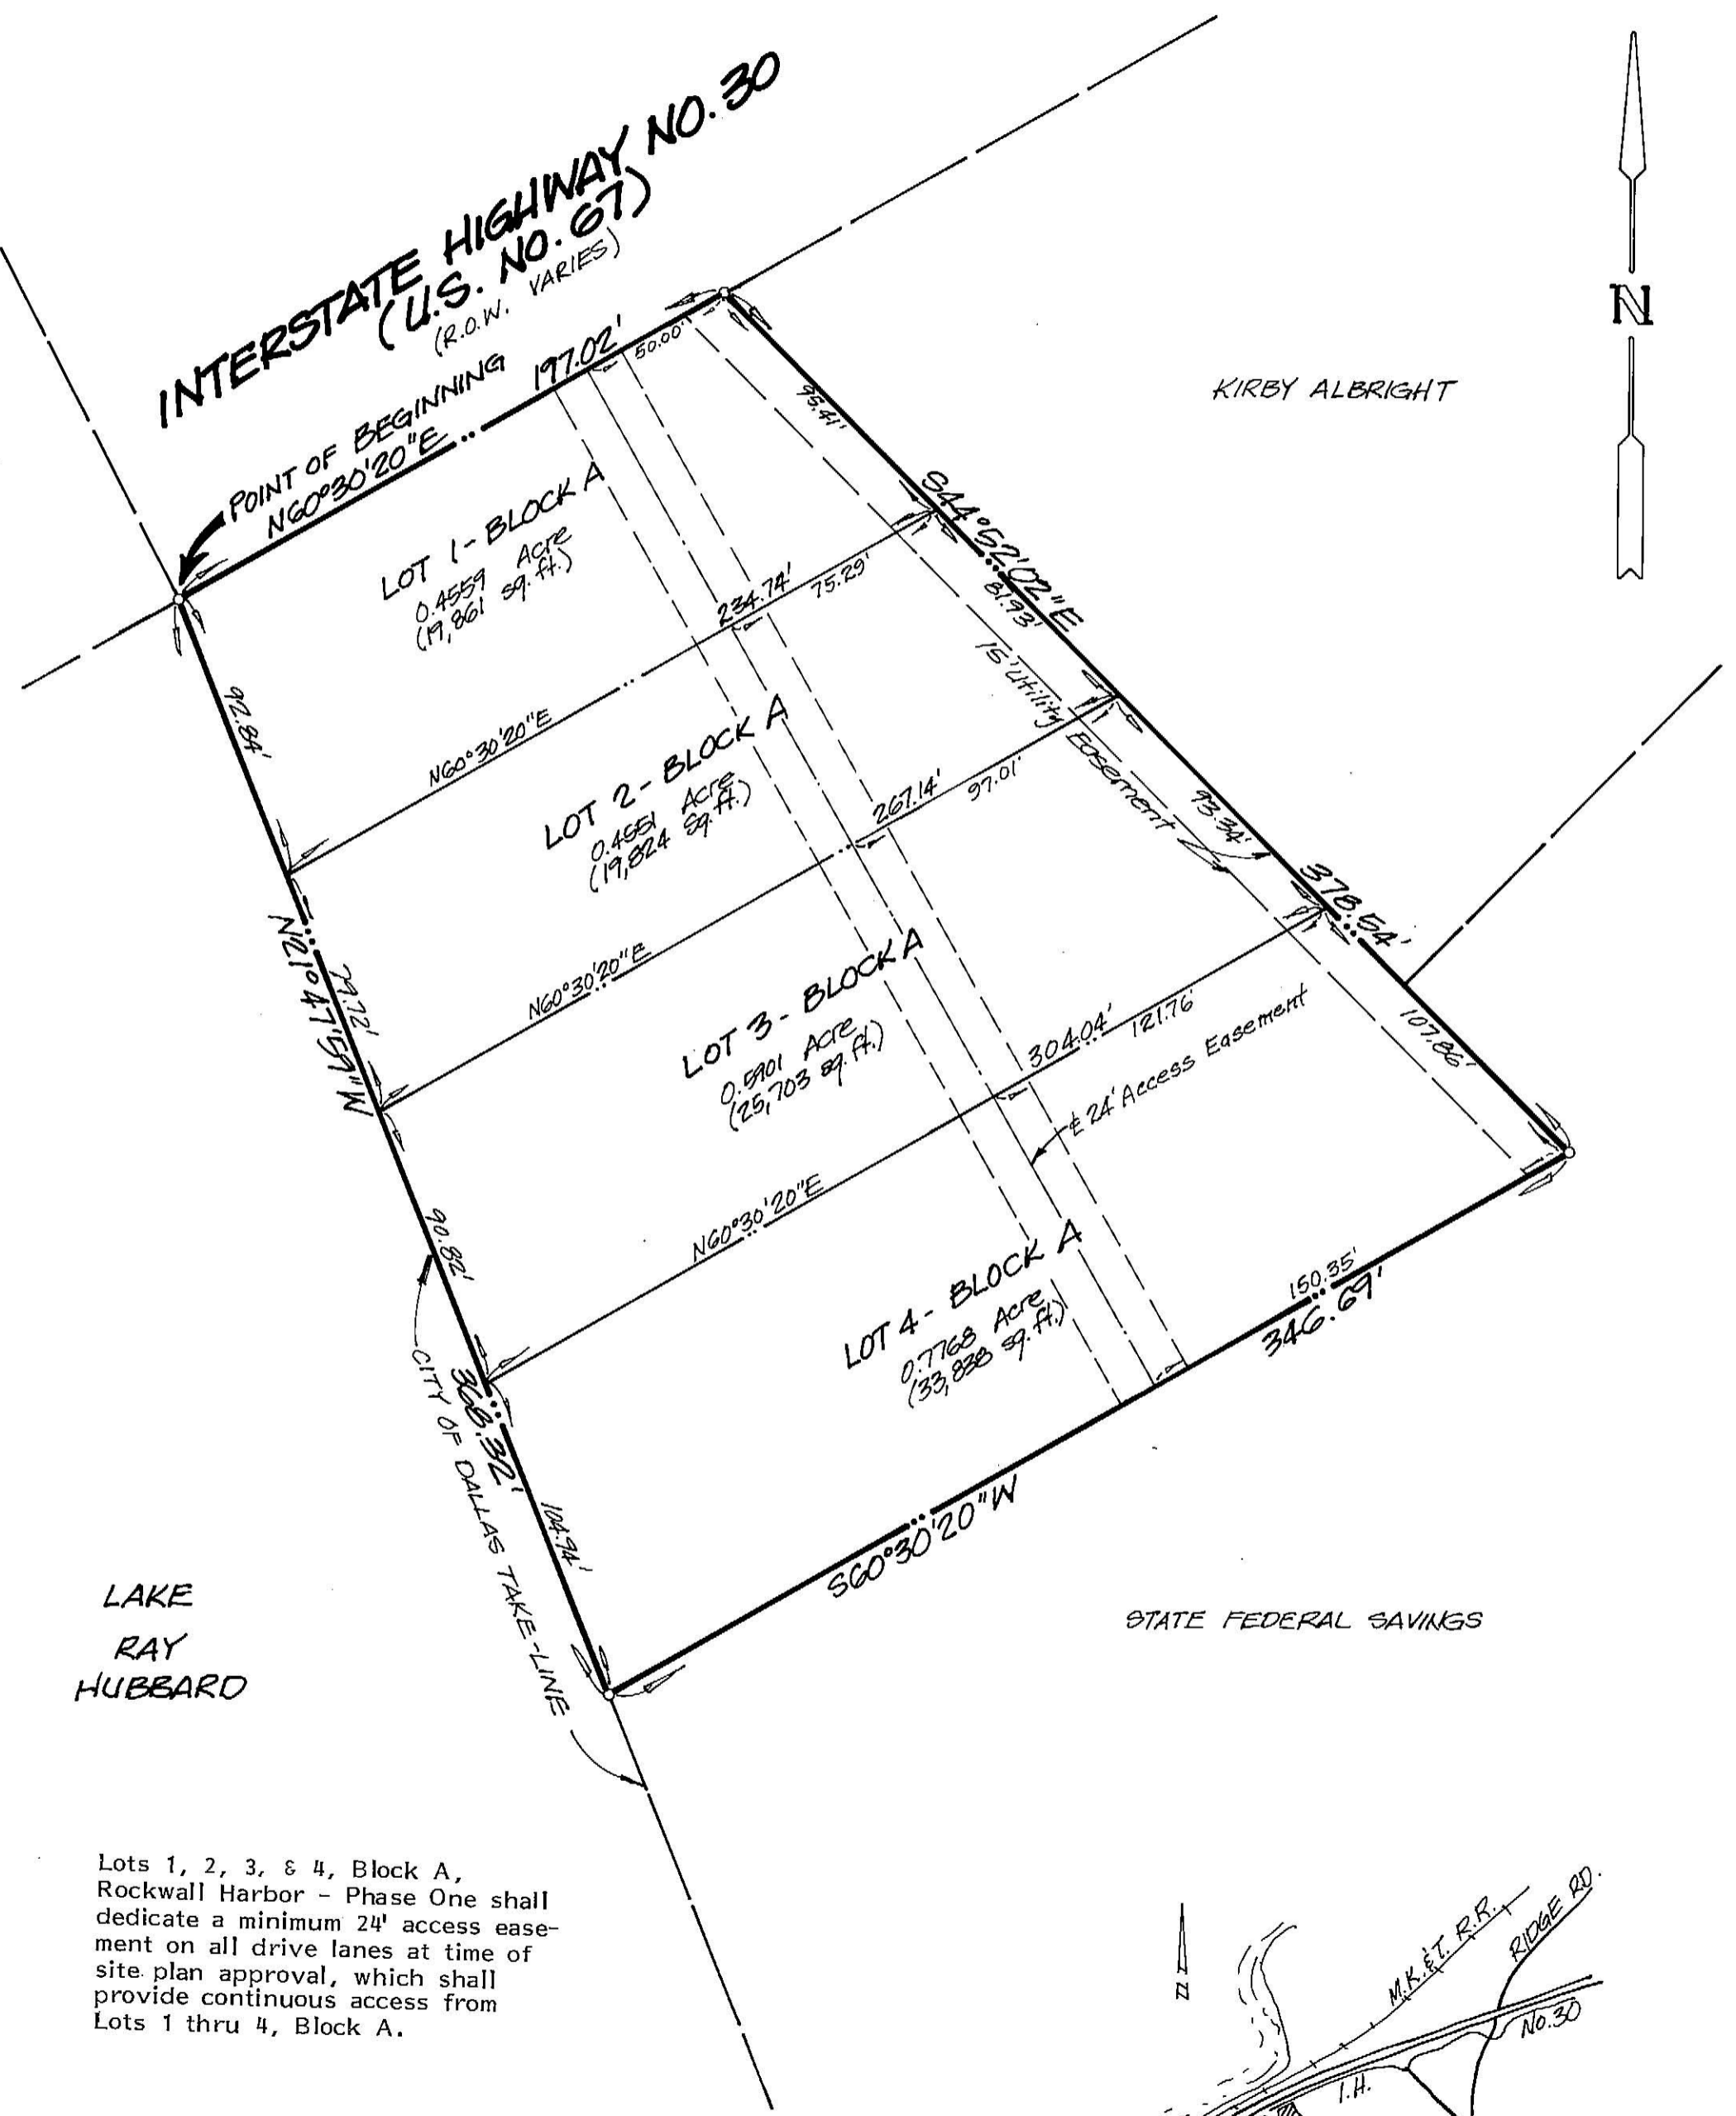 INTERSTATE HIGHWAY NO. 30
(U.S. NO. 67)
(R.O.W. VARIES)
N
KIRBY ALBRIGHT
POINT OF BEGINNING
N60°30'20"E
197.02'
50.00'
95.41'
LOT 1 - BLOCK A
0.4559 Acre
(19,861 sq. ft.)
S44°52'02"E
92.84'
N60°30'20"E
234.74'
75.29'
81.93'
15' Utility
Easement
LOT 2 - BLOCK A
0.4551 Acre
(19,824 sq. ft.)
N21°47'59"W
79.72'
N60°30'20"E
267.14'
97.01'
93.34'
378.54'
LOT 3 - BLOCK A
0.5901 Acre
(25,703 sq. ft.)
90.82'
N60°30'20"E
304.04'
121.76'
107.86'
℄ 24' Access Easement
LOT 4 - BLOCK A
0.7768 Acre
(33,838 sq. ft.)
150.35'
346.69'
368.32'
CITY OF DALLAS TAKE-LINE
104.94'
S60°30'20"W
LAKE
RAY
HUBBARD
STATE FEDERAL SAVINGS
Lots 1, 2, 3, & 4, Block A,
Rockwall Harbor - Phase One shall
dedicate a minimum 24' access ease-
ment on all drive lanes at time of
site plan approval, which shall
provide continuous access from
Lots 1 thru 4, Block A.
N
M.K.&T. R.R.
RIDGE RD.
I.H.
No.30